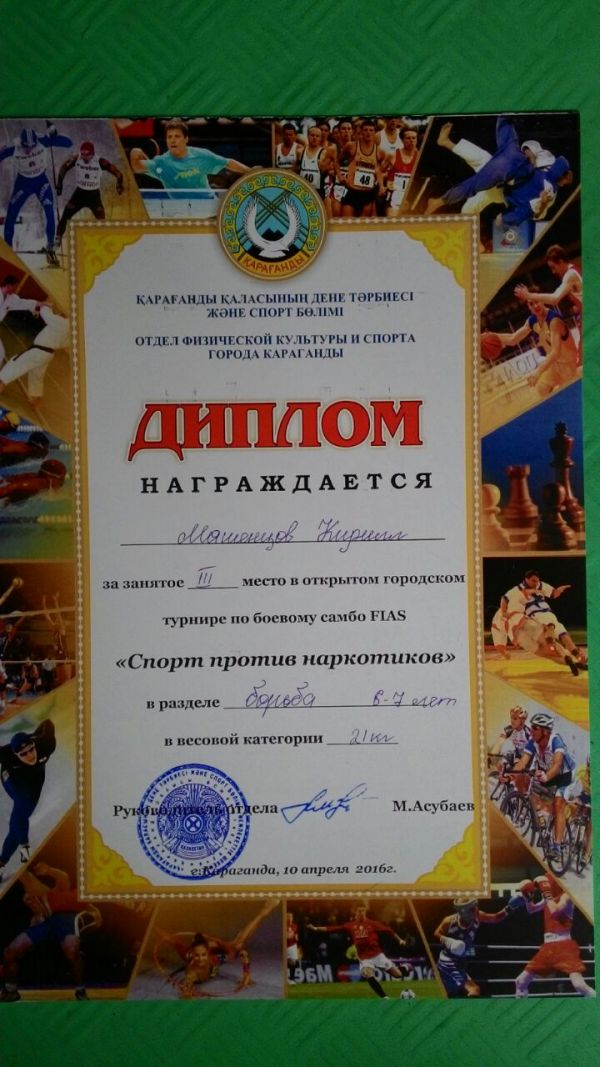 ҚАРАҒАНДЫ
ҚАРАҒАНДЫ ҚАЛАСЫНЫҢ ДЕНЕ ТӘРБИЕСІ
ЖӘНЕ СПОРТ БӨЛІМІ
ОТДЕЛ ФИЗИЧЕСКОЙ КУЛЬТУРЫ И СПОРТА
ГОРОДА КАРАГАНДЫ
ДИПЛОМ
НАГРАЖДАЕТСЯ
Мяшенцов Кирилл
за занятое III место в открытом городском
турнире по боевому самбо FIAS
«Спорт против наркотиков»
в разделе борьба 6-7 лет
в весовой категории 21кг
Руководитель отдела М.Асубаев
г.Караганда, 10 апреля 2016г.